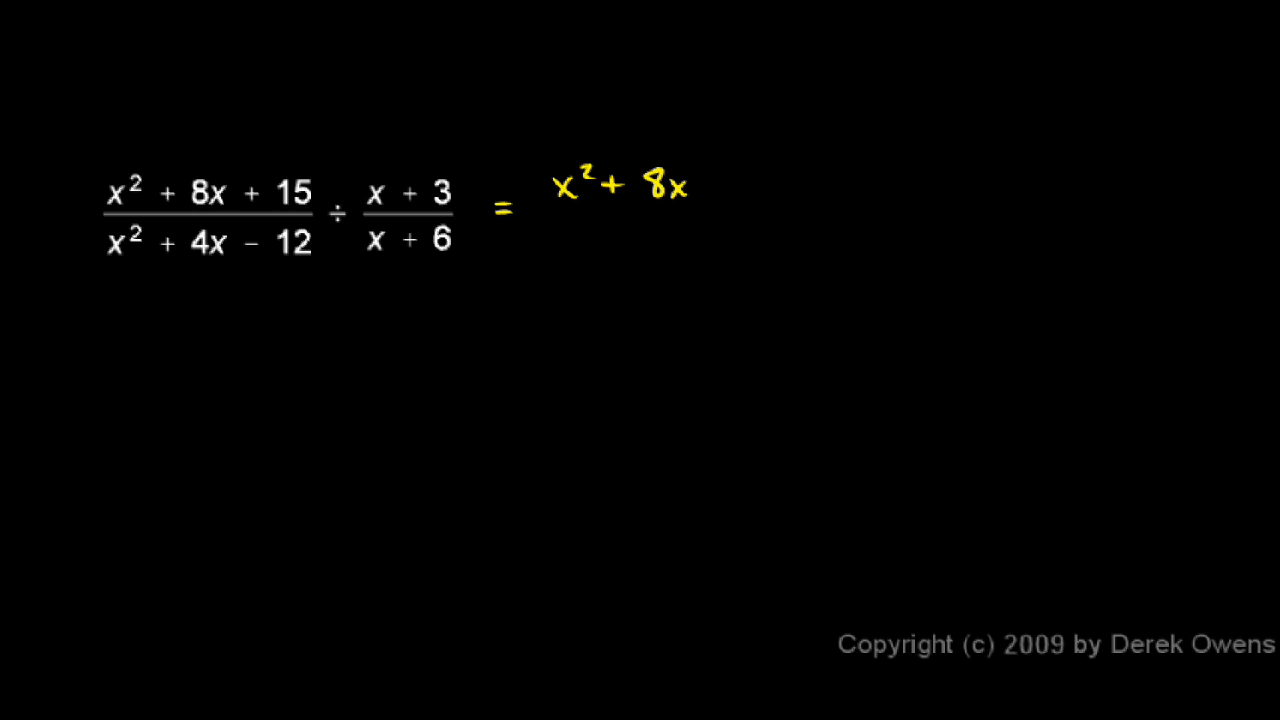 x² + 8x + 15 / x² + 4x − 12 ÷ x + 3 / x + 6 = x² + 8x
Copyright (c) 2009 by Derek Owens